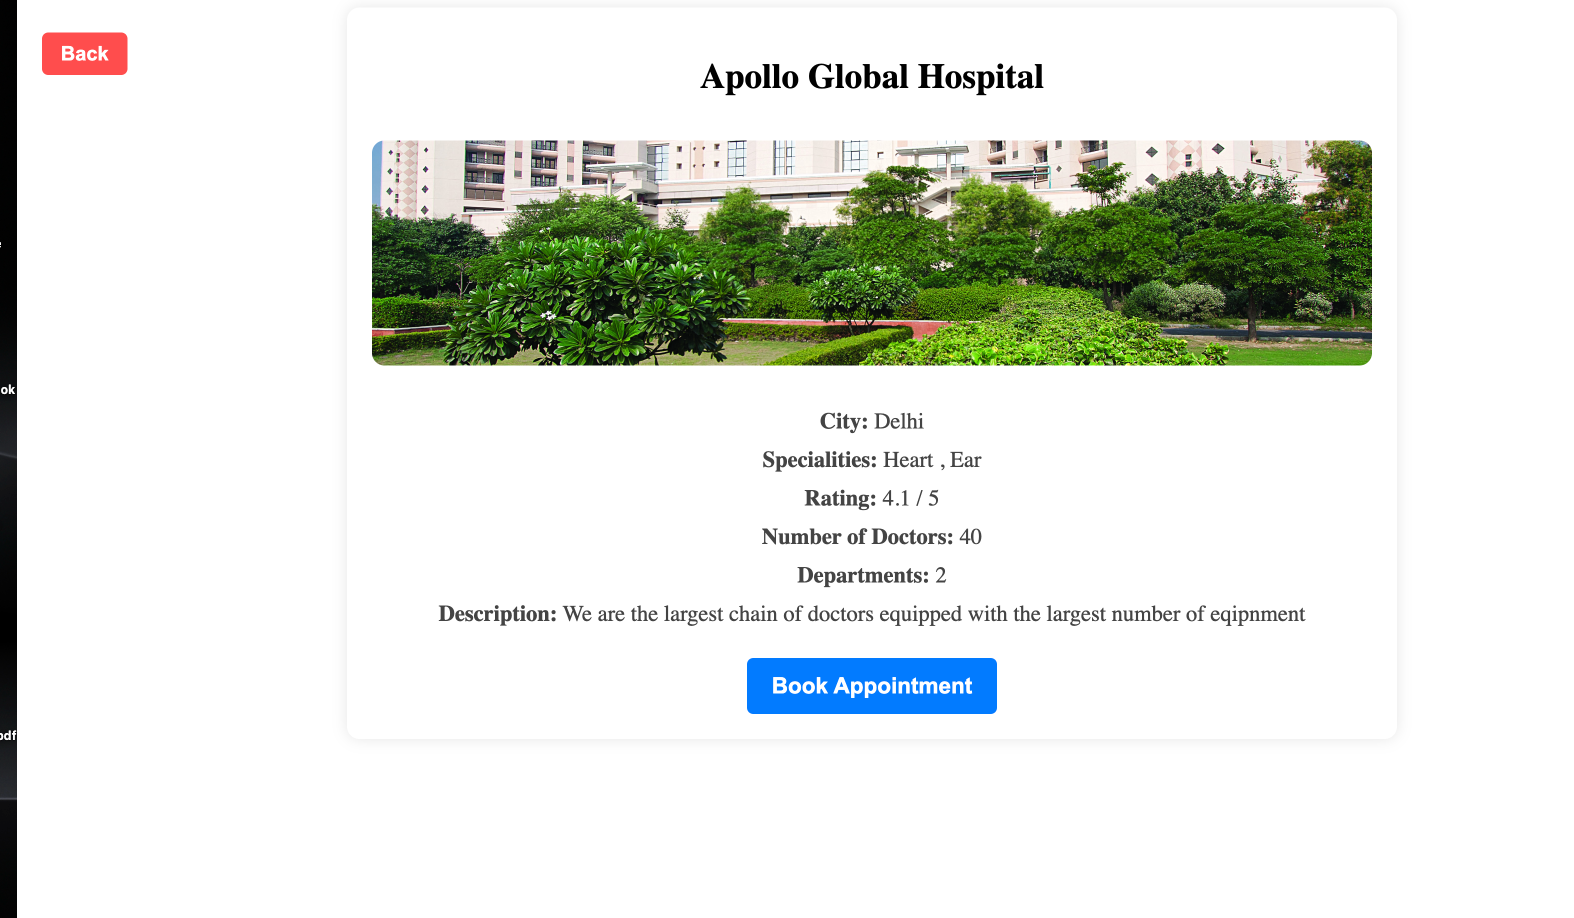 Back
Apollo Global Hospital
City: Delhi
Specialities: Heart , Ear
Rating: 4.1 / 5
Number of Doctors: 40
Departments: 2
Description: We are the largest chain of doctors equipped with the largest number of eqipnment
Book Appointment
ok